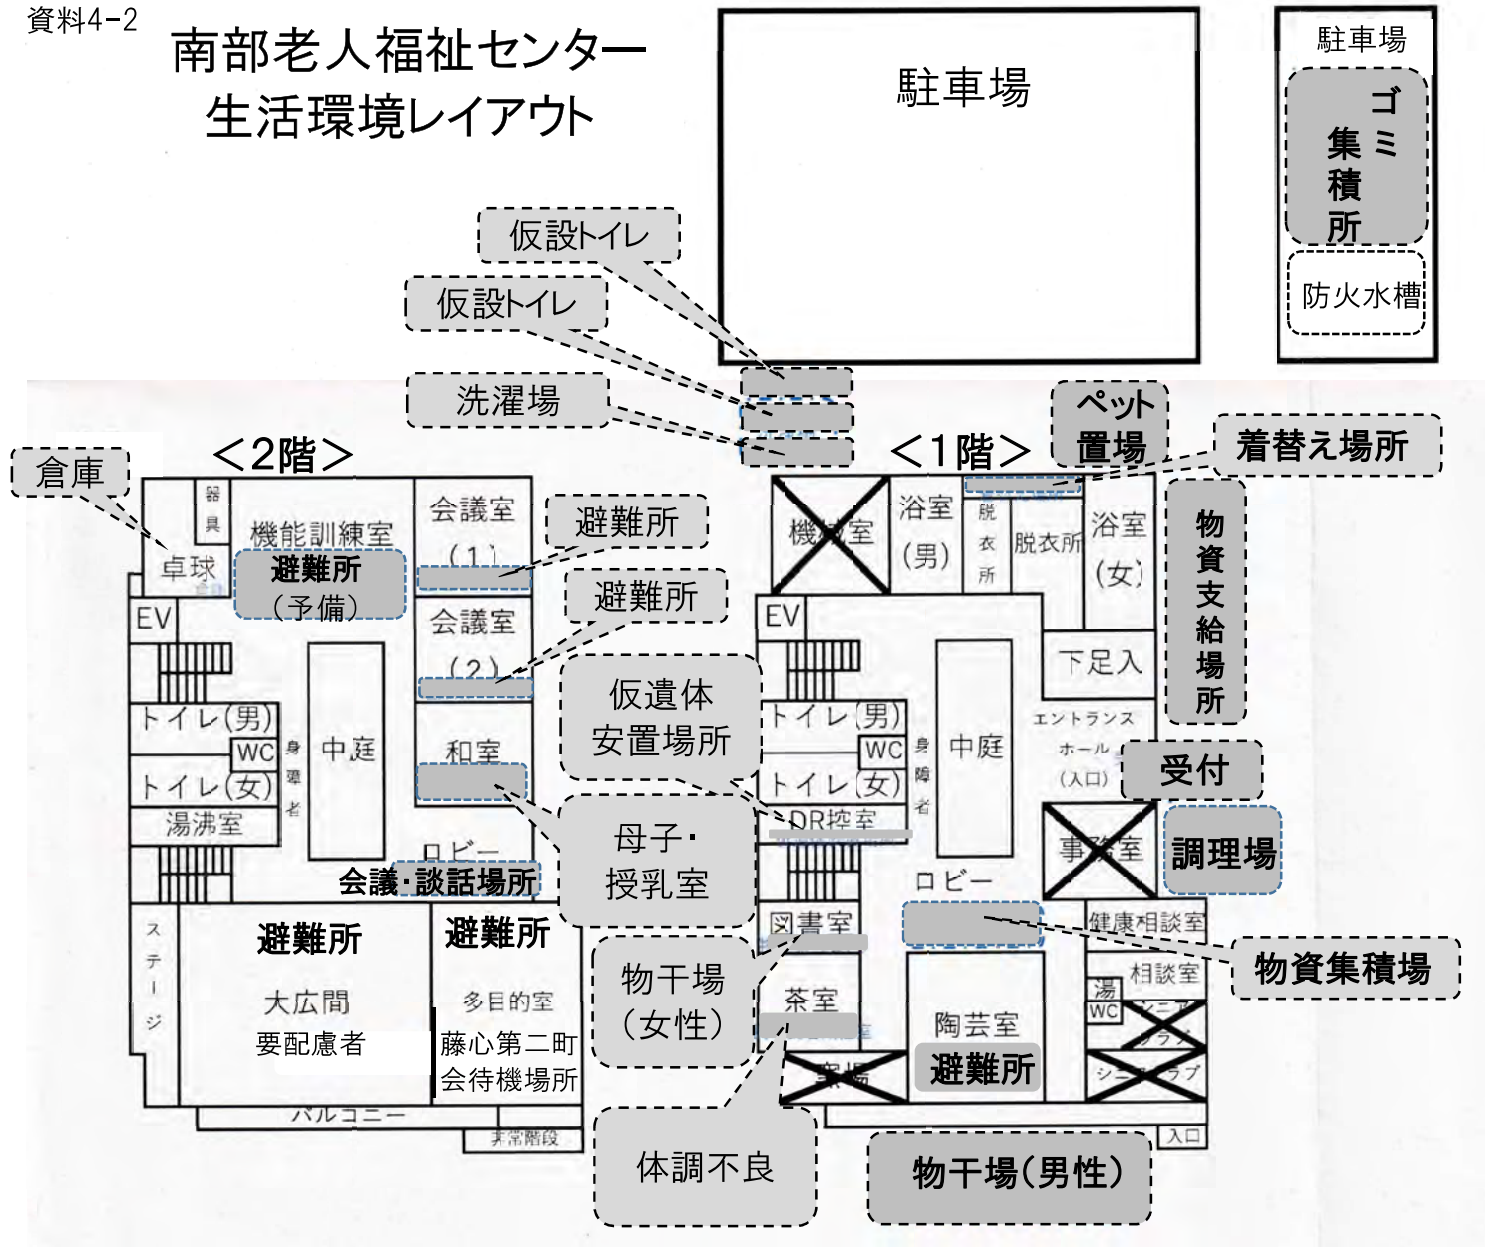 資料4-2
南部老人福祉センター
生活環境レイアウト
駐車場
駐車場
ゴミ
集積所
防火水槽
仮設トイレ
仮設トイレ
洗濯場
＜2階＞
倉庫
器具
卓球
機能訓練室
避難所
（予備）
会議室
(1)
避難所
会議室
(2)
避難所
EV
トイレ(男)
WC
トイレ(女)
身障者
湯沸室
中庭
和室
母子・
授乳室
ロビー
会議・談話場所
ステージ
避難所
大広間
要配慮者
避難所
多目的室
藤心第二町
会待機場所
バルコニー
非常階段
＜1階＞
ペット
置場
着替え場所
機械室
浴室
(男)
脱衣所
脱衣所
浴室
(女)
物資支給場所
EV
下足入
仮遺体
安置場所
トイレ(男)
WC
トイレ(女)
身障者
中庭
エントランス
ホール
(入口)
受付
DR控室
事務室
調理場
ロビー
図書室
物干場
（女性）
健康相談室
物資集積場
相談室
湯
WC
茶室
体調不良
陶芸室
避難所
窯場
シニアクラブ
シニアクラブ
入口
物干場（男性）